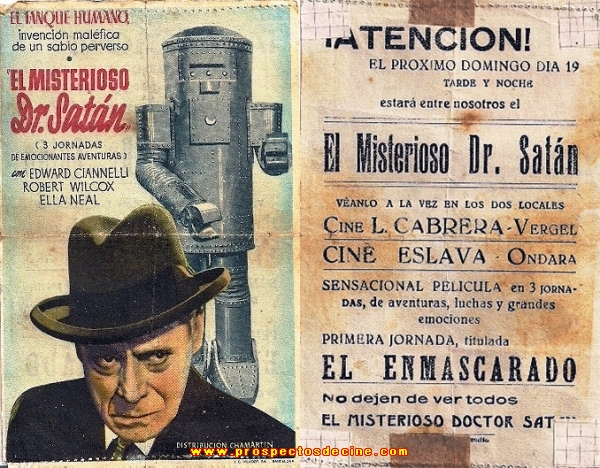 EL TANQUE HUMANO,
invención maléfica
de un sabio perverso
"EL MISTERIOSO
Dr. Satán"
(3 JORNADAS
DE EMOCIONANTES AVENTURAS)
con EDWARD CIANNELLI
ROBERT WILCOX
ELLA NEAL
DISTRIBUCION CHAMARTIN
¡ATENCION!
EL PROXIMO DOMINGO DIA 19
TARDE Y NOCHE
estará entre nosotros el
El Misterioso Dr. Satán
VÉANLO A LA VEZ EN LOS DOS LOCALES
CINE L. CABRERA - VERGEL
CINE ESLAVA - ONDARA
SENSACIONAL PELICULA en 3 JORNA-
DAS, de aventuras, luchas y grandes
emociones
PRIMERA JORNADA, titulada
EL ENMASCARADO
No dejen de ver todos
EL MISTERIOSO DOCTOR
www.prospectosdecine.com